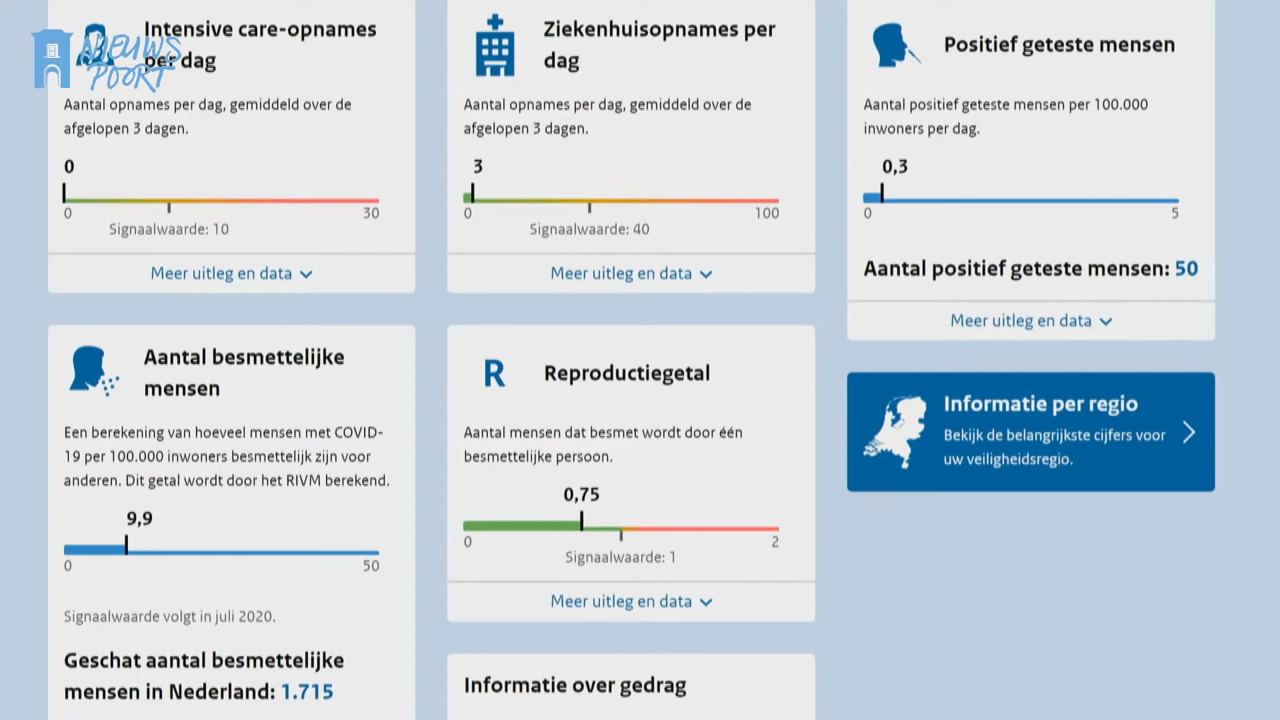 NIEUWS
POORT
Intensive care-opnames
per dag
Aantal opnames per dag, gemiddeld over de
afgelopen 3 dagen.
0
0 30
Signaalwaarde: 10
Meer uitleg en data
Ziekenhuisopnames per
dag
Aantal opnames per dag, gemiddeld over de
afgelopen 3 dagen.
3
0 100
Signaalwaarde: 40
Meer uitleg en data
Positief geteste mensen
Aantal positief geteste mensen per 100.000
inwoners per dag.
0,3
0 5
Aantal positief geteste mensen: 50
Meer uitleg en data
Aantal besmettelijke
mensen
Een berekening van hoeveel mensen met COVID-
19 per 100.000 inwoners besmettelijk zijn voor
anderen. Dit getal wordt door het RIVM berekend.
9,9
0 50
Signaalwaarde volgt in juli 2020.
Geschat aantal besmettelijke
mensen in Nederland: 1.715
R Reproductiegetal
Aantal mensen dat besmet wordt door één
besmettelijke persoon.
0,75
0 2
Signaalwaarde: 1
Meer uitleg en data
Informatie over gedrag
Informatie per regio
Bekijk de belangrijkste cijfers voor
uw veiligheidsregio.